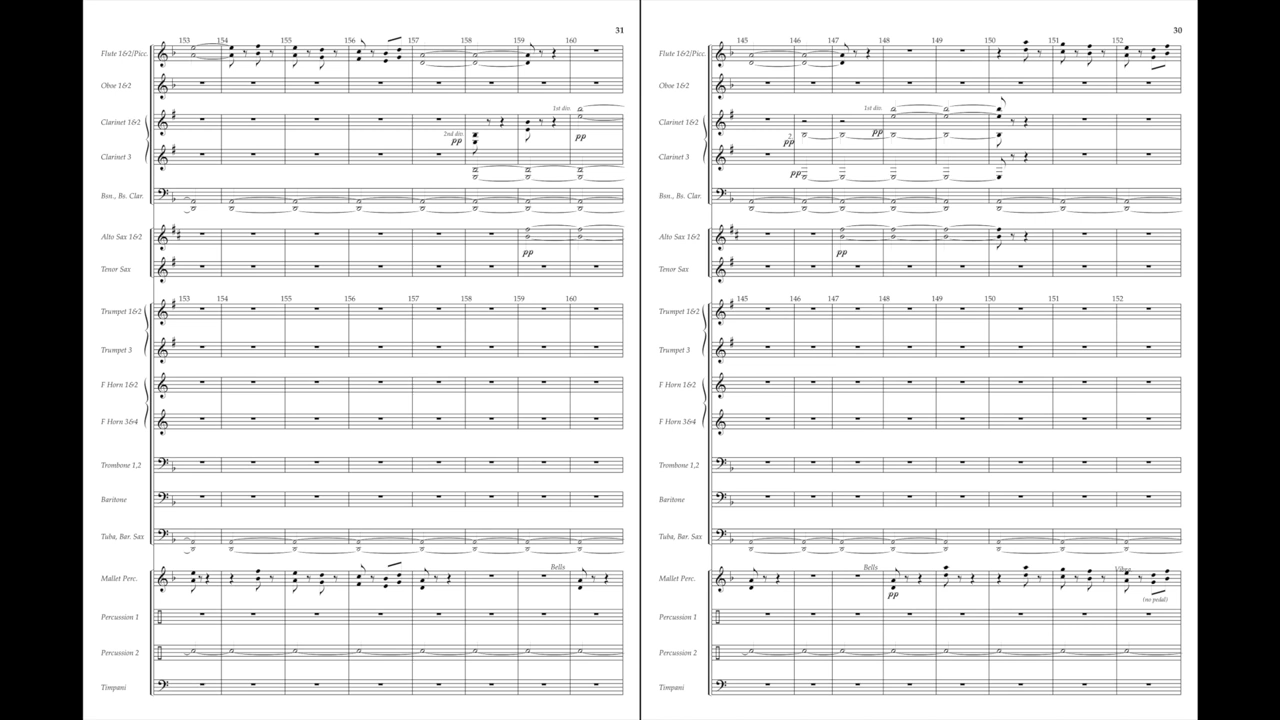 31
153 154 155 156 157 158 159 160
Flute 1&2/Picc.
Oboe 1&2
1st div.
Clarinet 1&2
2nd div.
pp
pp
Clarinet 3
Bsn., Bs. Clar.
Alto Sax 1&2
pp
Tenor Sax
153 154 155 156 157 158 159 160
Trumpet 1&2
Trumpet 3
F Horn 1&2
F Horn 3&4
Trombone 1,2
Baritone
Tuba, Bar. Sax
Bells
Mallet Perc.
Percussion 1
Percussion 2
Timpani
30
145 146 147 148 149 150 151 152
Flute 1&2/Picc.
Oboe 1&2
1st div.
Clarinet 1&2
pp
2.
pp
Clarinet 3
pp
Bsn., Bs. Clar.
Alto Sax 1&2
pp
Tenor Sax
145 146 147 148 149 150 151 152
Trumpet 1&2
Trumpet 3
F Horn 1&2
F Horn 3&4
Trombone 1,2
Baritone
Tuba, Bar. Sax
Bells Vibes
Mallet Perc.
pp
(no pedal)
Percussion 1
Percussion 2
Timpani